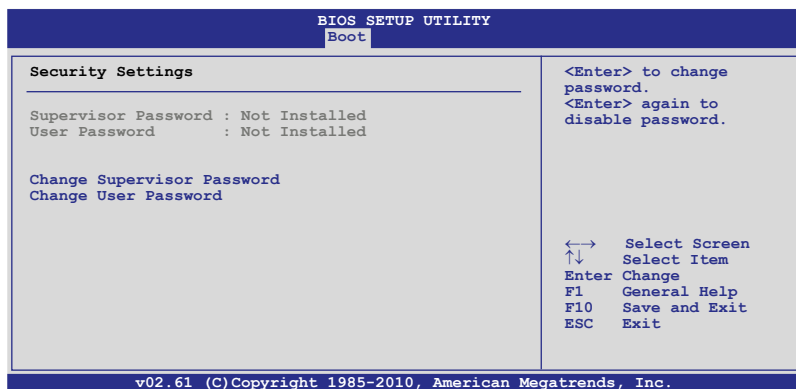 BIOS SETUP UTILITY
Boot
Security Settings
Supervisor Password : Not Installed
User Password : Not Installed
Change Supervisor Password
Change User Password
<Enter> to change
password.
<Enter> again to
disable password.
←→ Select Screen
↑↓ Select Item
Enter Change
F1 General Help
F10 Save and Exit
ESC Exit
v02.61 (C)Copyright 1985-2010, American Megatrends, Inc.